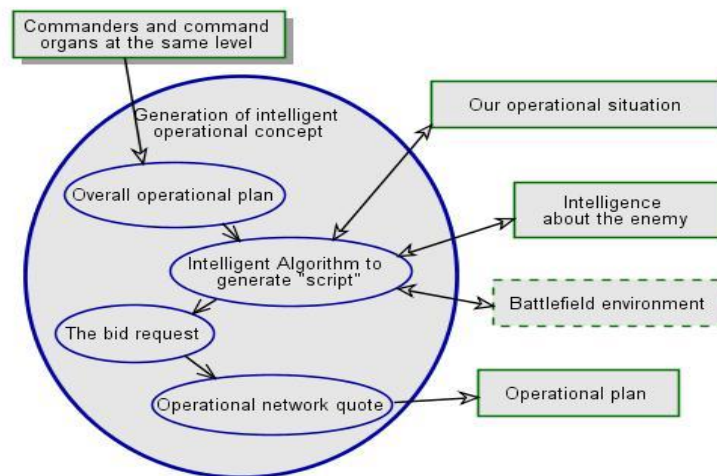 Commanders and command
organs at the same level
Generation of intelligent
operational concept
Our operational situation
Overall operational plan
Intelligence
about the enemy
Intelligent Algorithm to
generate "script"
Battlefield environment
The bid request
Operational network quote
Operational plan